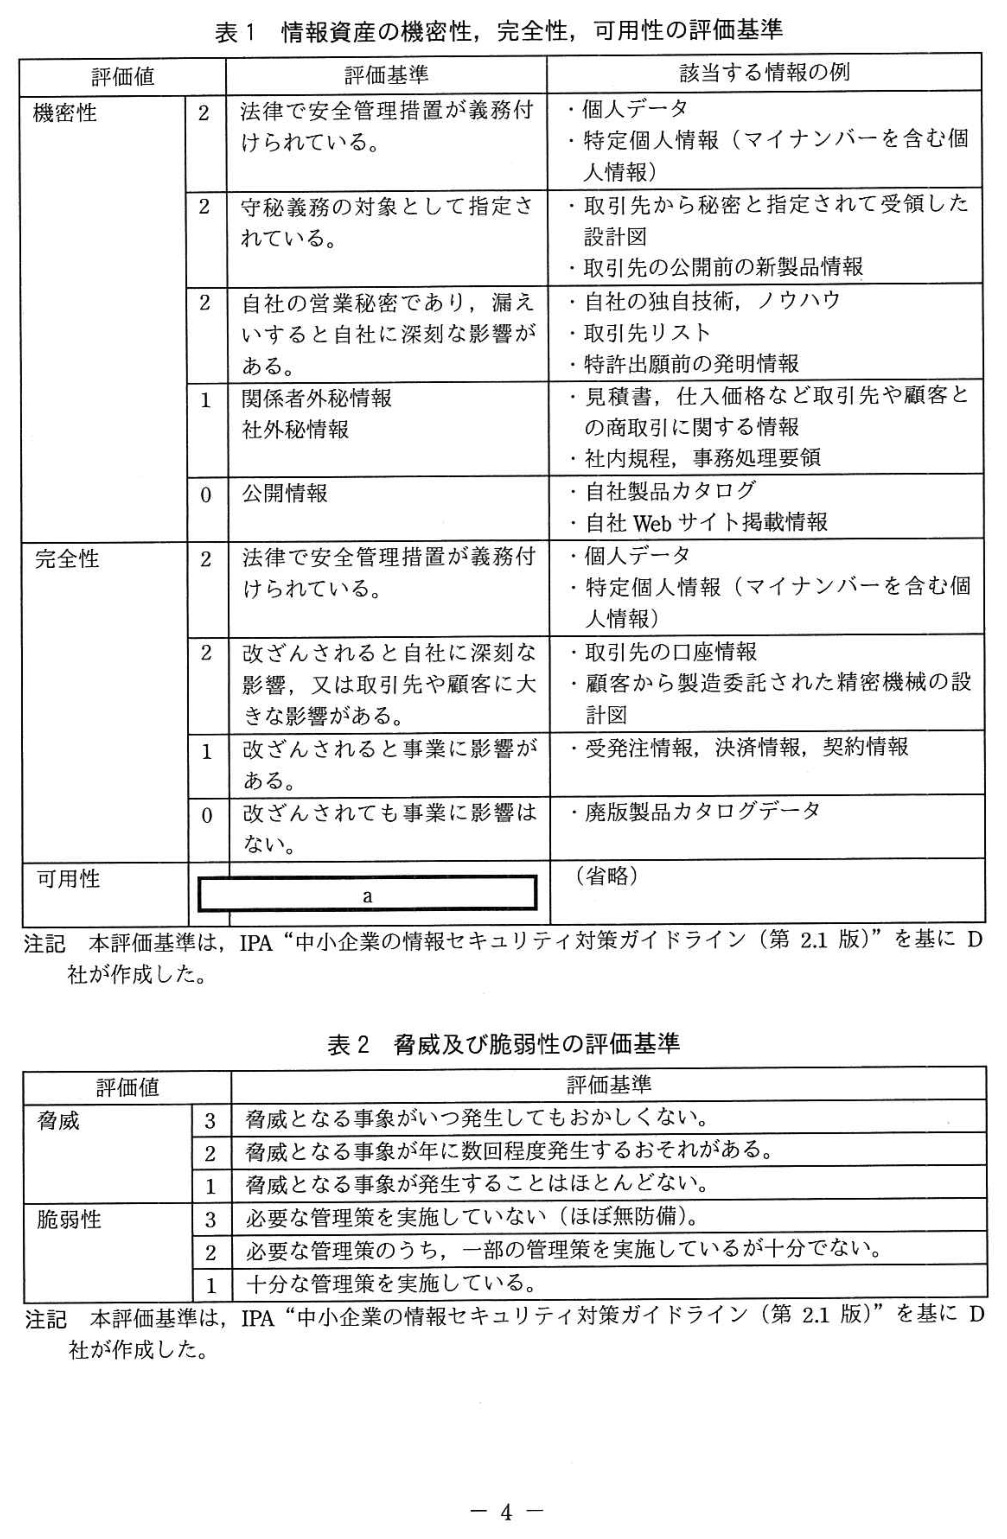 表1 情報資産の機密性，完全性，可用性の評価基準
評価値 評価基準 該当する情報の例
機密性 2 法律で安全管理措置が義務付 ・個人データ
けられている。 ・特定個人情報（マイナンバーを含む個
人情報）
2 守秘義務の対象として指定さ ・取引先から秘密と指定されて受領した
れている。 設計図
・取引先の公開前の新製品情報
2 自社の営業秘密であり，漏え ・自社の独自技術，ノウハウ
いすると自社に深刻な影響が ・取引先リスト
ある。 ・特許出願前の発明情報
1 関係者外秘情報 ・見積書，仕入価格など取引先や顧客と
社外秘情報 の商取引に関する情報
・社内規程，事務処理要領
0 公開情報 ・自社製品カタログ
・自社 Web サイト掲載情報
完全性 2 法律で安全管理措置が義務付 ・個人データ
けられている。 ・特定個人情報（マイナンバーを含む個
人情報）
2 改ざんされると自社に深刻な ・取引先の口座情報
影響，又は取引先や顧客に大 ・顧客から製造委託された精密機械の設
きな影響がある。 計図
1 改ざんされると事業に影響が ・受発注情報，決済情報，契約情報
ある。
0 改ざんされても事業に影響は ・廃版製品カタログデータ
ない。
可用性 a （省略）
注記 本評価基準は，IPA “中小企業の情報セキュリティ対策ガイドライン（第 2.1 版）” を基に D
社が作成した。
表2 脅威及び脆弱性の評価基準
評価値 評価基準
脅威 3 脅威となる事象がいつ発生してもおかしくない。
2 脅威となる事象が年に数回程度発生するおそれがある。
1 脅威となる事象が発生することはほとんどない。
脆弱性 3 必要な管理策を実施していない（ほぼ無防備）。
2 必要な管理策のうち，一部の管理策を実施しているが十分でない。
1 十分な管理策を実施している。
注記 本評価基準は，IPA “中小企業の情報セキュリティ対策ガイドライン（第 2.1 版）” を基に D
社が作成した。
－ 4 －